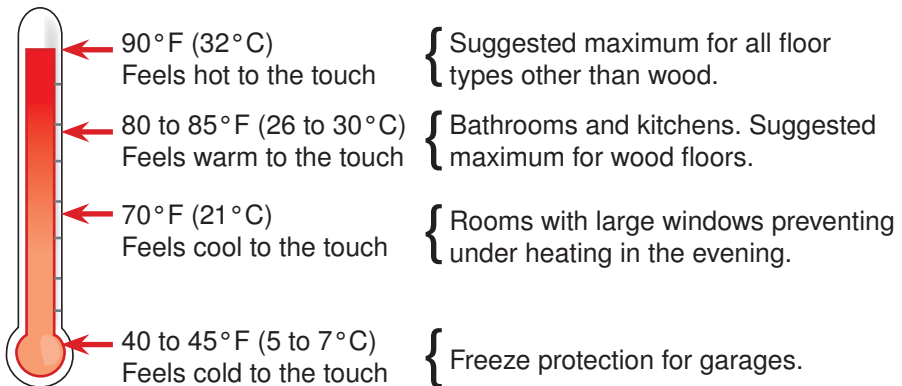 90°F (32°C)
Feels hot to the touch
{ Suggested maximum for all floor
types other than wood.
80 to 85°F (26 to 30°C)
Feels warm to the touch
{ Bathrooms and kitchens. Suggested
maximum for wood floors.
70°F (21°C)
Feels cool to the touch
{ Rooms with large windows preventing
under heating in the evening.
40 to 45°F (5 to 7°C)
Feels cold to the touch
{ Freeze protection for garages.